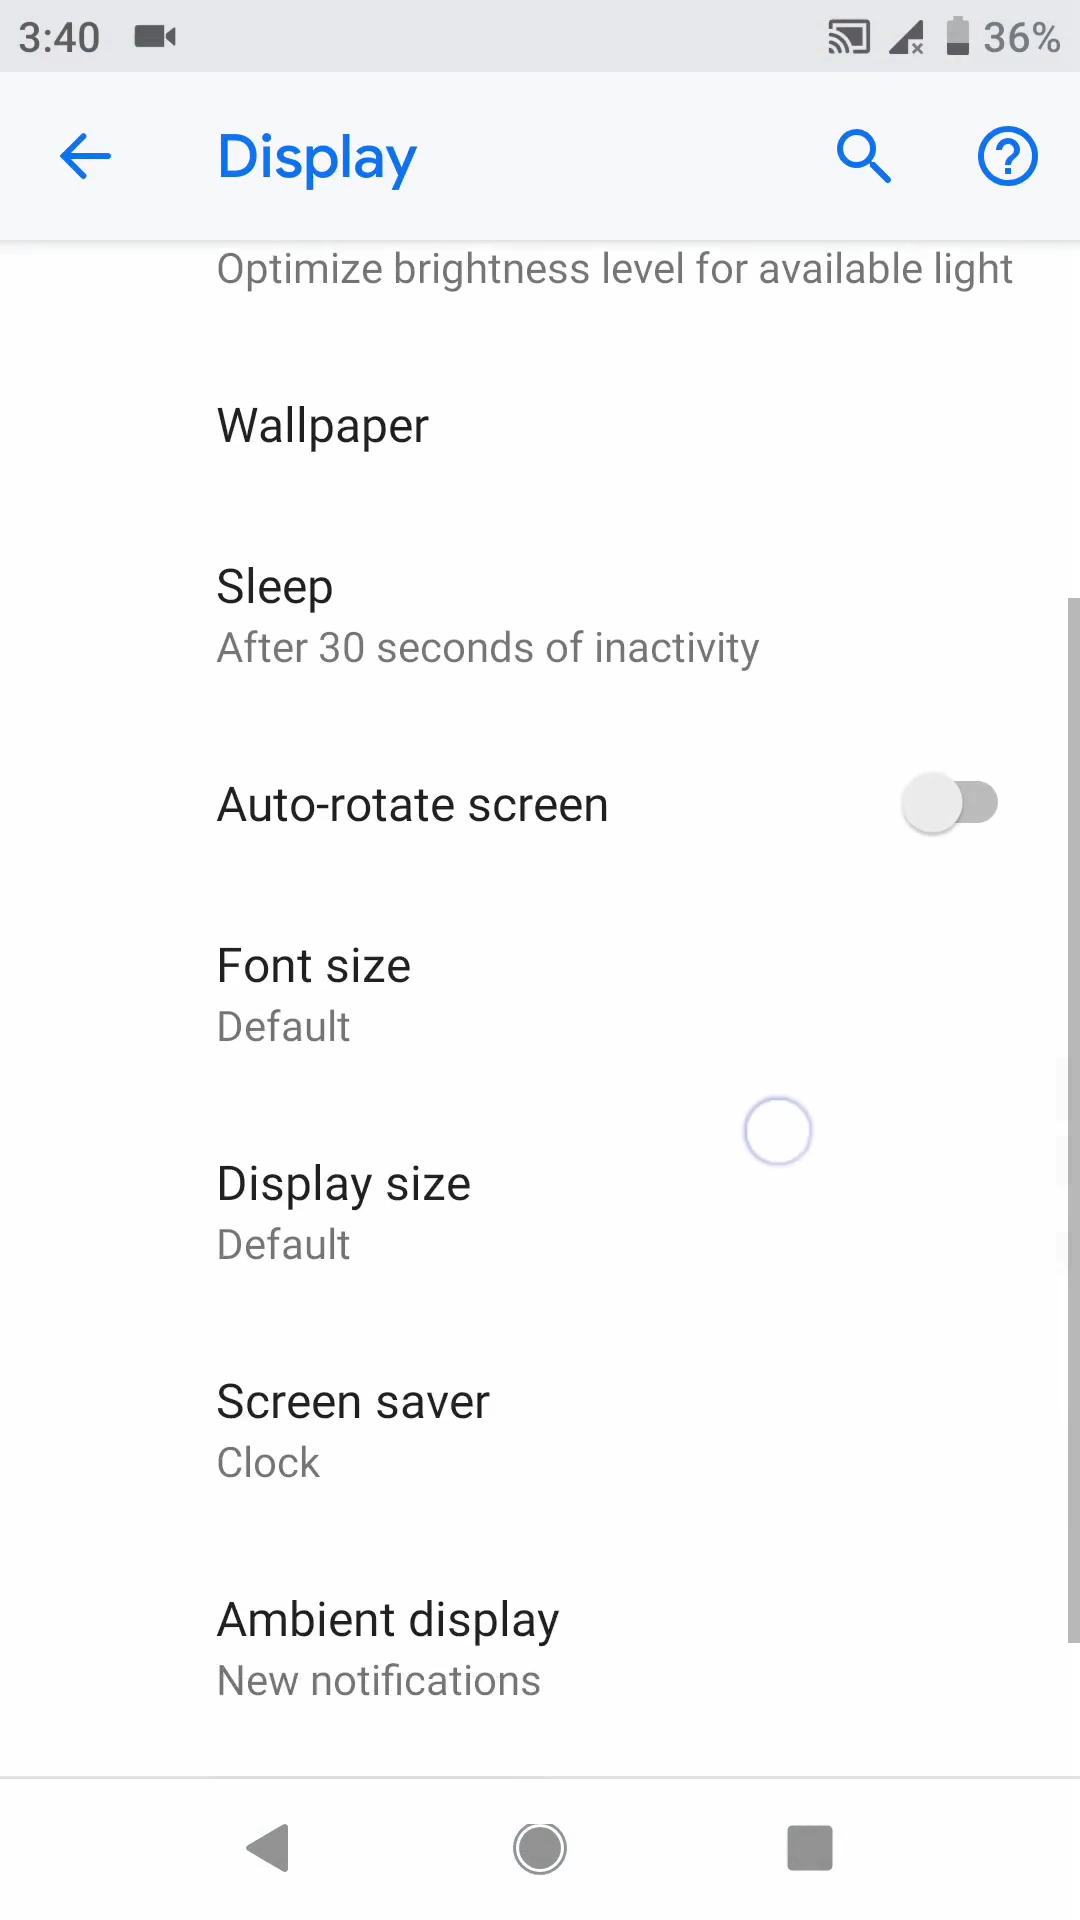 3:40
36%
Display
Optimize brightness level for available light
Wallpaper
Sleep
After 30 seconds of inactivity
Auto-rotate screen
Font size
Default
Display size
Default
Screen saver
Clock
Ambient display
New notifications